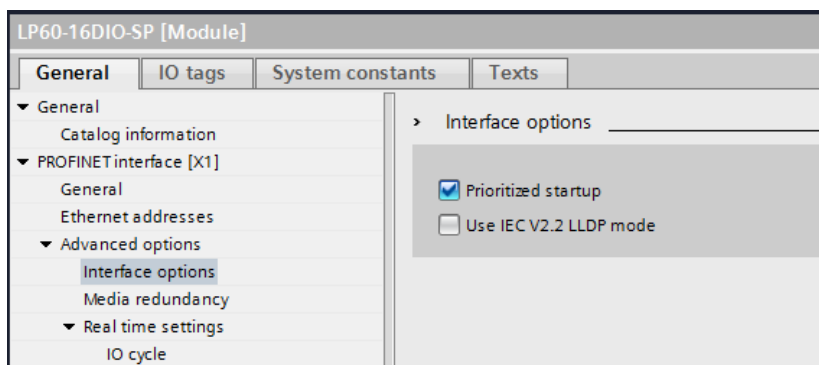 LP60-16DIO-SP [Module]
General IO tags System constants Texts
General
Catalog information
PROFINET interface [X1]
General
Ethernet addresses
Advanced options
Interface options
Media redundancy
Real time settings
IO cycle
Interface options
Prioritized startup
Use IEC V2.2 LLDP mode